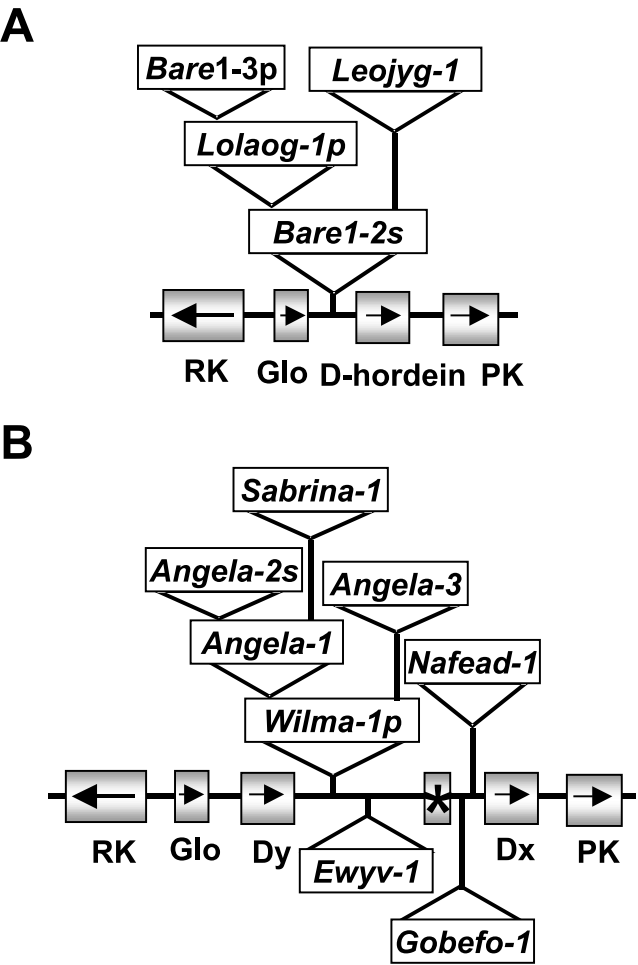 A
Bare1-3p
Leojyg-1
Lolaog-1p
Bare1-2s
RK Glo D-hordein PK
B
Sabrina-1
Angela-2s
Angela-3
Angela-1
Nafead-1
Wilma-1p
*
RK Glo Dy Dx PK
Ewyv-1
Gobefo-1